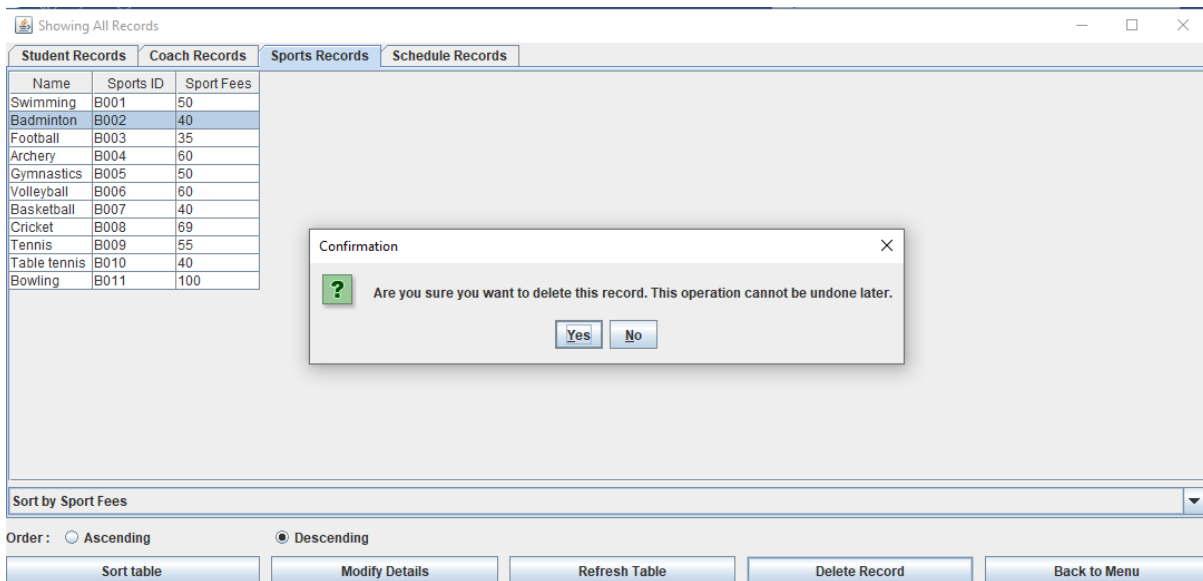 Showing All Records
Student Records Coach Records Sports Records Schedule Records
Name Sports ID Sport Fees
Swimming B001 50
Badminton B002 40
Football B003 35
Archery B004 60
Gymnastics B005 50
Volleyball B006 60
Basketball B007 40
Cricket B008 69
Tennis B009 55
Table tennis B010 40
Bowling B011 100
Confirmation
? Are you sure you want to delete this record. This operation cannot be undone later.
Yes No
Sort by Sport Fees
Order : Ascending Descending
Sort table Modify Details Refresh Table Delete Record Back to Menu